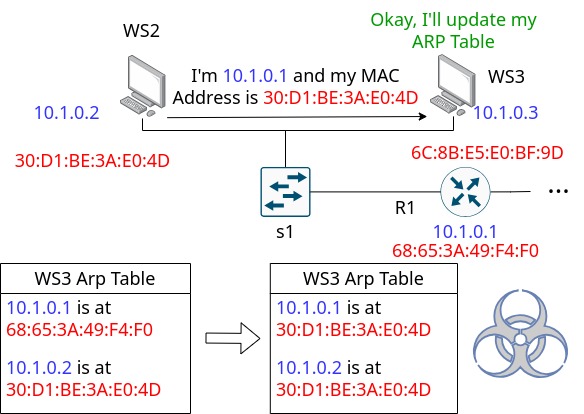 Okay, I'll update my
ARP Table
WS2
I'm 10.1.0.1 and my MAC
Address is 30:D1:BE:3A:E0:4D
WS3
10.1.0.2
10.1.0.3
30:D1:BE:3A:E0:4D
6C:8B:E5:E0:BF:9D
...
R1
s1
10.1.0.1
68:65:3A:49:F4:F0
WS3 Arp Table
10.1.0.1 is at
68:65:3A:49:F4:F0
10.1.0.2 is at
30:D1:BE:3A:E0:4D
WS3 Arp Table
10.1.0.1 is at
30:D1:BE:3A:E0:4D
10.1.0.2 is at
30:D1:BE:3A:E0:4D